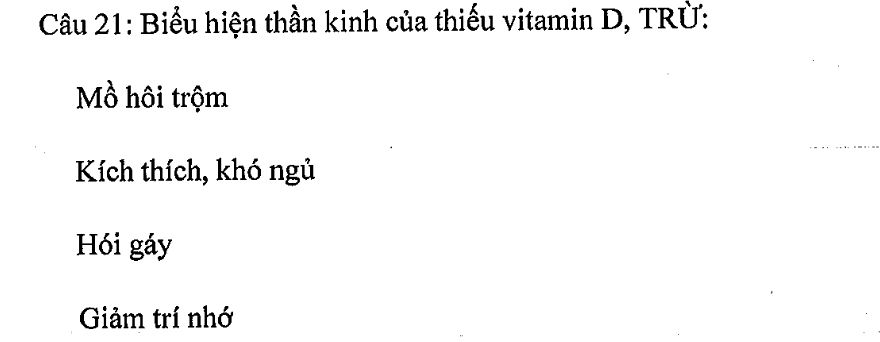 Câu 21: Biểu hiện thần kinh của thiếu vitamin D, TRỪ:
Mồ hôi trộm
Kích thích, khó ngủ
Hói gáy
Giảm trí nhớ